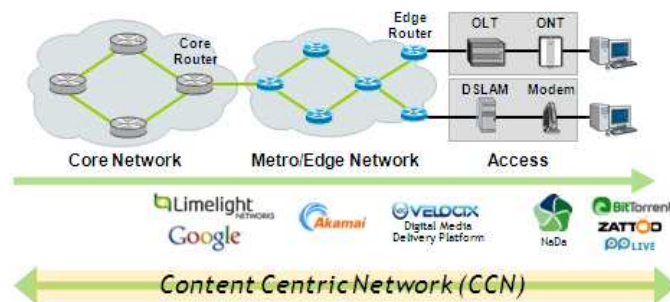 Edge
Router
OLT
ONT
Core
Router
DSLAM
Modem
Core Network
Metro/Edge Network
Access
Limelight
NETWORKS
Google
Akamai
VELOCIX
Digital Media
Delivery Platform
NaDa
BitTorrent
ZATTOO
PPLIVE
Content Centric Network (CCN)